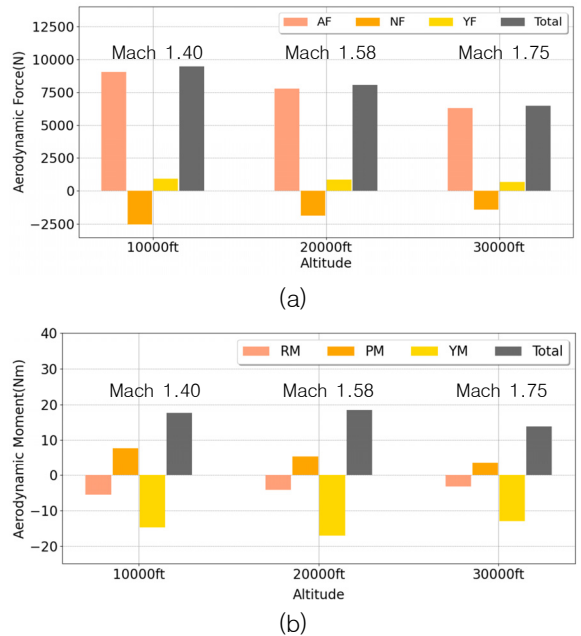 AF NF YF Total
12500
10000
7500
5000
2500
0
−2500
Aerodynamic Force(N)
Mach 1.40 Mach 1.58 Mach 1.75
10000ft 20000ft 30000ft
Altitude
(a)
RM PM YM Total
40
30
20
10
0
−10
−20
Aerodynamic Moment(Nm)
Mach 1.40 Mach 1.58 Mach 1.75
10000ft 20000ft 30000ft
Altitude
(b)